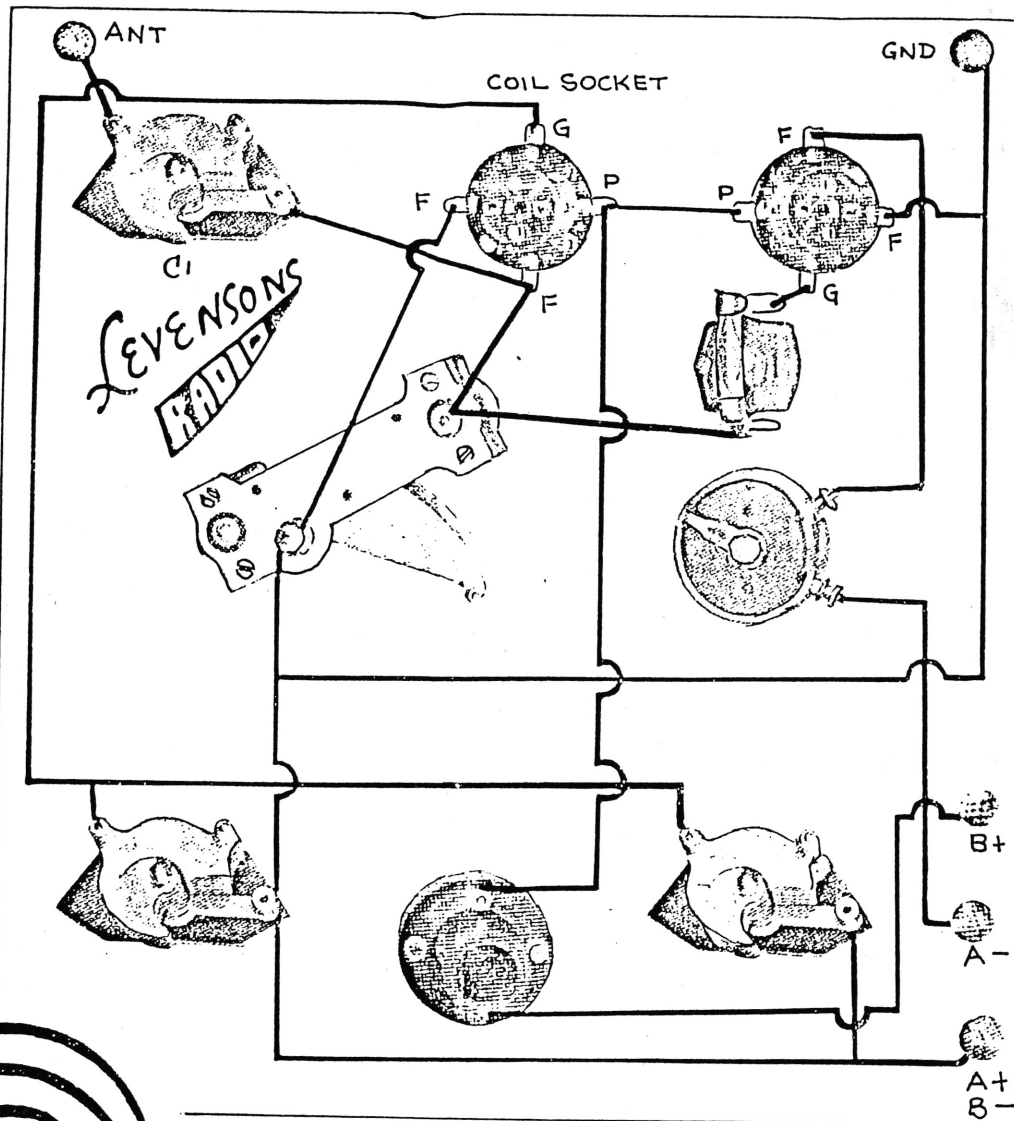 ANT
GND
COIL SOCKET
G
F
P
F
P
F
F
G
C1
LEVENSONS
RADIO
B+
A-
A+
B-